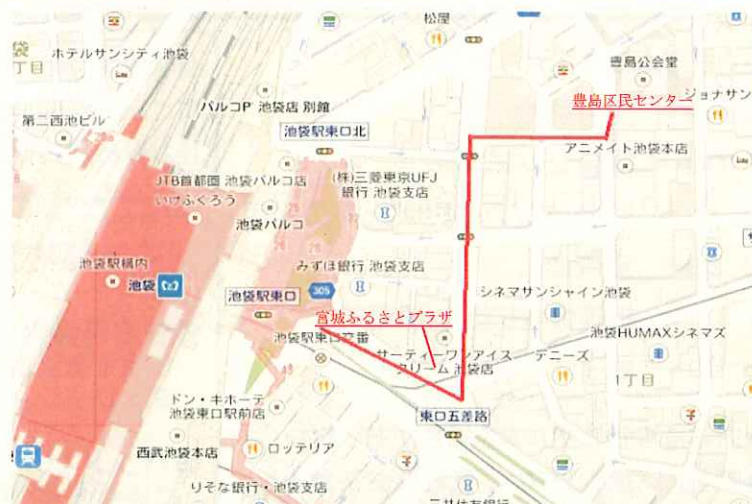 松屋
袋
丁目
ホテルサンシティ池袋
豊島公会堂
豊島区民センター
ジョナサン
パルコP' 池袋店 別館
第二西池ビル
池袋駅東口北
アニメイト池袋本店
JTB首都圏 池袋パルコ店
(株)三菱東京UFJ
銀行 池袋支店
いけふくろう
池袋パルコ
池袋駅構内
みずほ銀行 池袋支店
池袋
305
池袋駅東口
シネマサンシャイン池袋
宮城ふるさとプラザ
池袋駅東口交番
池袋HUMAXシネマズ
サーティーワンアイス
クリーム 池袋店
デニーズ
1丁目
ドン・キホーテ
池袋東口駅前店
東口五差路
西武池袋本店
ロッテリア
りそな銀行・池袋支店
三井住友銀行